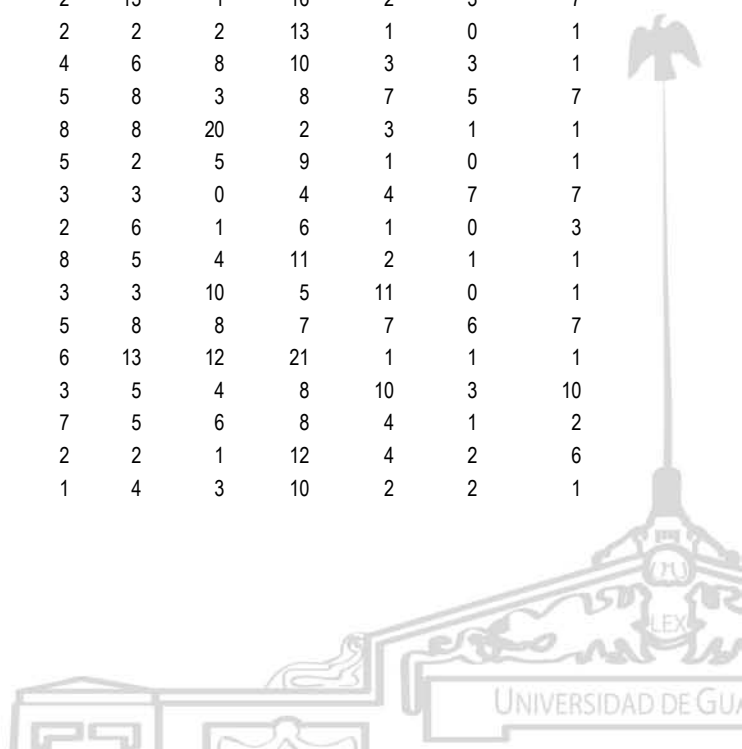 2 2 2 13 1 0 1
4 6 8 10 3 3 1
5 8 3 8 7 5 7
8 8 20 2 3 1 1
5 2 5 9 1 0 1
3 3 0 4 4 7 7
2 6 1 6 1 0 3
8 5 4 11 2 1 1
3 3 10 5 11 0 1
5 8 8 7 7 6 7
6 13 12 21 1 1 1
3 5 4 8 10 3 10
7 5 6 8 4 1 2
2 2 1 12 4 2 6
1 4 3 10 2 2 1
LEX
UNIVERSIDAD DE